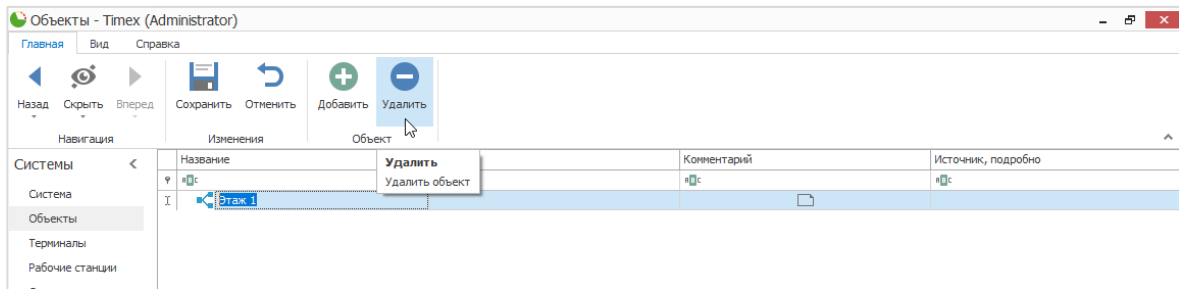 Объекты - Timex (Administrator)
Главная Вид Справка
Назад Скрыть Вперед Сохранить Отменить Добавить Удалить
Навигация Изменения Объект
Системы Название Комментарий Источник, подробно
Удалить
Удалить объект
Система
Этаж 1
Объекты
Терминалы
Рабочие станции